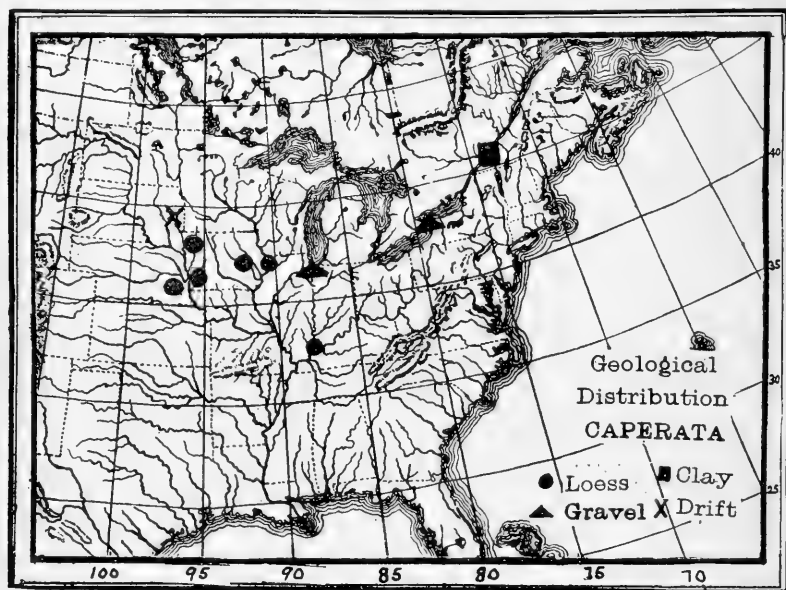 40
35
30
25
Geological
Distribution
CAPERATA
Loess
Clay
Gravel
Drift
100 95 90 85 80 75 70